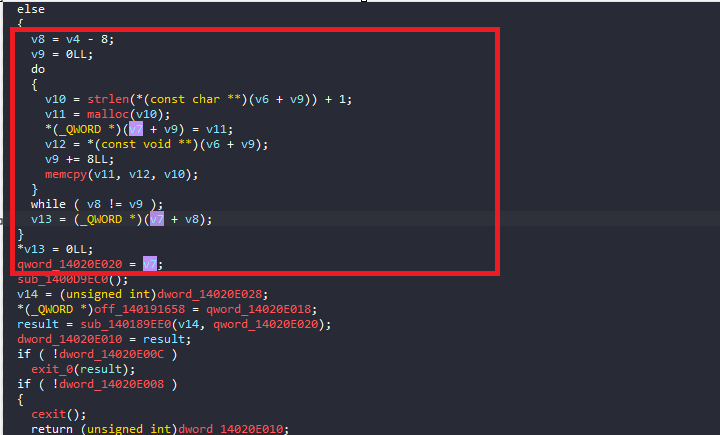 else
{
v8 = v4 - 8;
v9 = 0LL;
do
{
v10 = strlen(*(const char **)(v6 + v9)) + 1;
v11 = malloc(v10);
*(_QWORD *)(v7 + v9) = v11;
v12 = *(const void **)(v6 + v9);
v9 += 8LL;
memcpy(v11, v12, v10);
}
while ( v8 != v9 );
v13 = (_QWORD *)(v7 + v8);
}
*v13 = 0LL;
qword_14020E020 = v7;
sub_1400D9EC0();
v14 = (unsigned int)dword_14020E028;
*(_QWORD *)off_140191658 = qword_14020E018;
result = sub_140189EE0(v14, qword_14020E020);
dword_14020E010 = result;
if ( !dword_14020E00C )
exit_0(result);
if ( !dword_14020E008 )
{
cexit();
return (unsigned int)dword_14020E010;